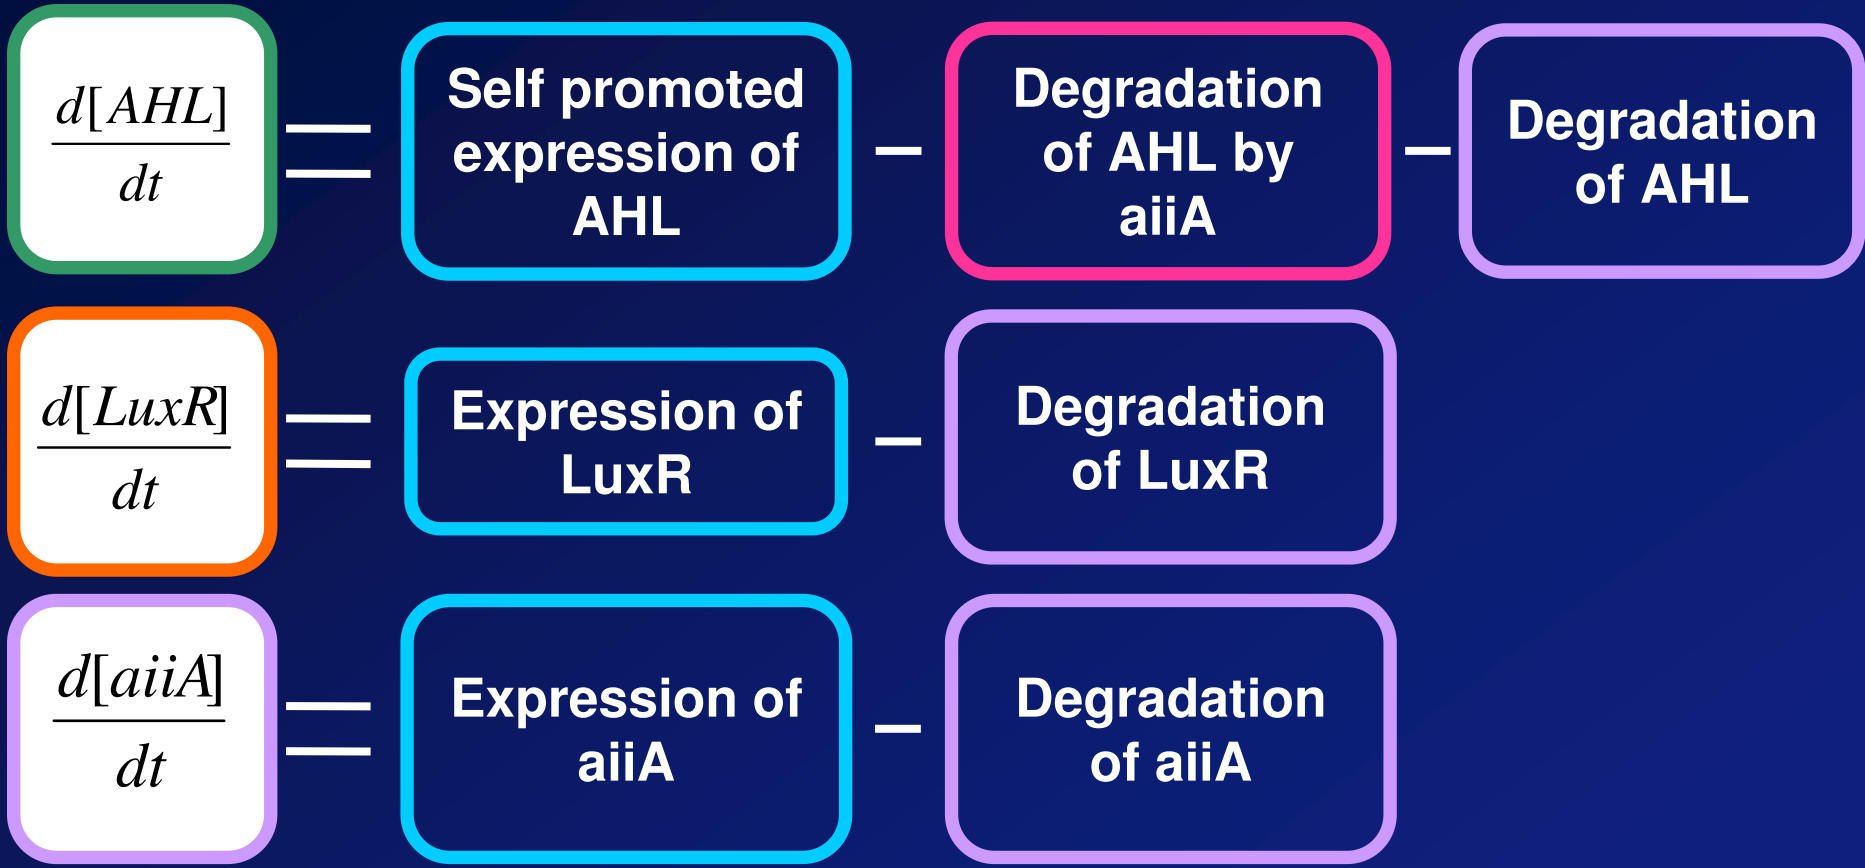 d[AHL]
dt
=
Self promoted
expression of
AHL
–
Degradation
of AHL by
aiiA
–
Degradation
of AHL
d[LuxR]
dt
=
Expression of
LuxR
–
Degradation
of LuxR
d[aiiA]
dt
=
Expression of
aiiA
–
Degradation
of aiiA